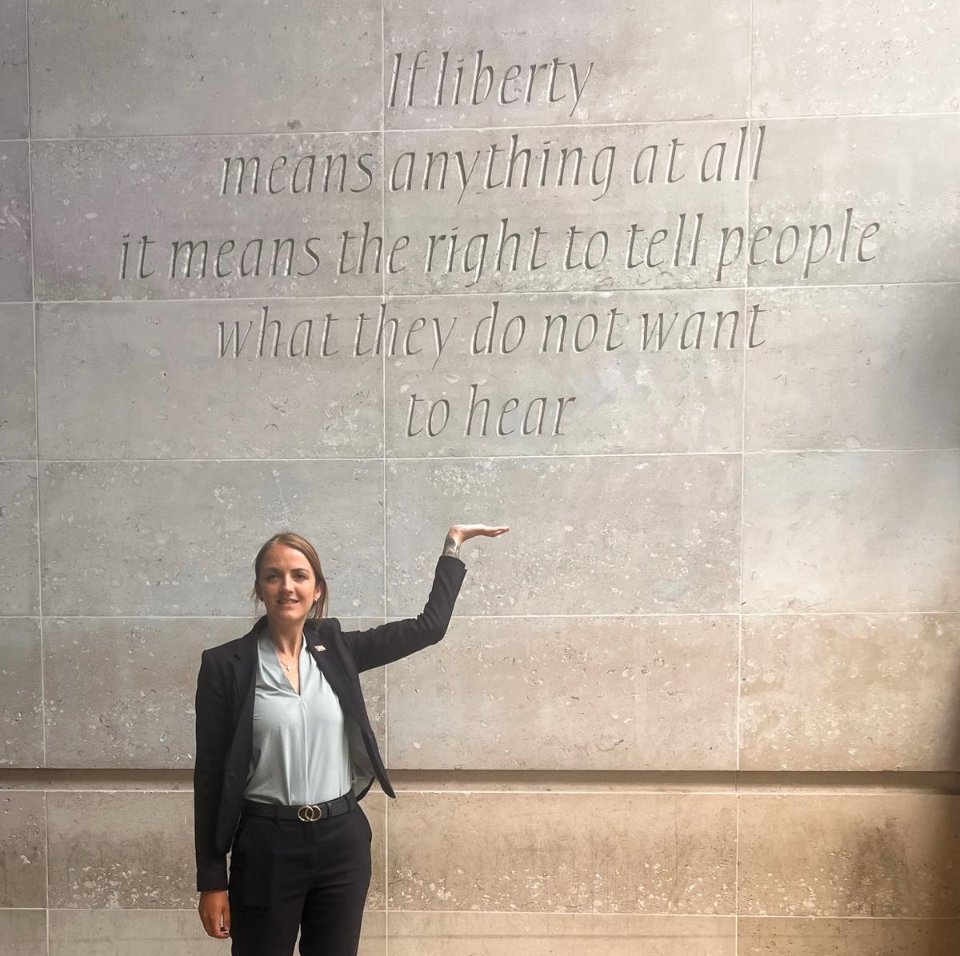 If liberty
means anything at all
it means the right to tell people
what they do not want
to hear